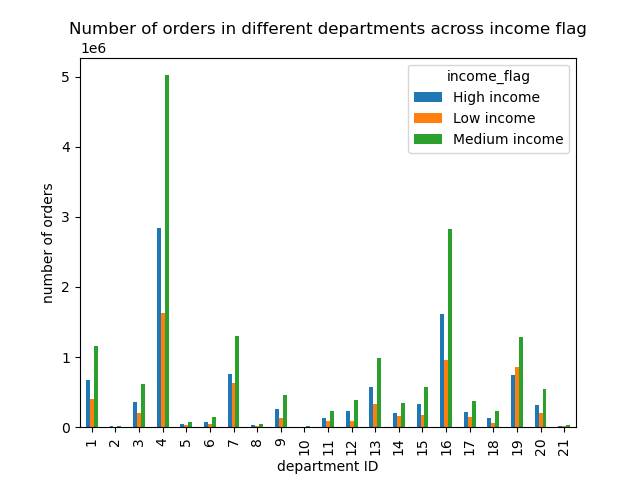 Number of orders in different departments across income flag
1e6
income_flag
High income
Low income
Medium income
5
4
3
2
1
0
number of orders
1 2 3 4 5 6 7 8 9 10 11 12 13 14 15 16 17 18 19 20 21
department ID